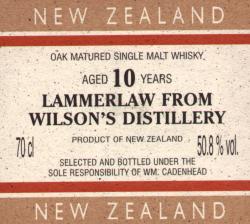 NEW ZEALAND
OAK MATURED SINGLE MALT WHISKY
AGED 10 YEARS
LAMMERLAW FROM
WILSON'S DISTILLERY
PRODUCT OF NEW ZEALAND
70 cl 50.8 % vol.
SELECTED AND BOTTLED UNDER THE
SOLE RESPONSIBILITY OF WM. CADENHEAD
NEW ZEALAND